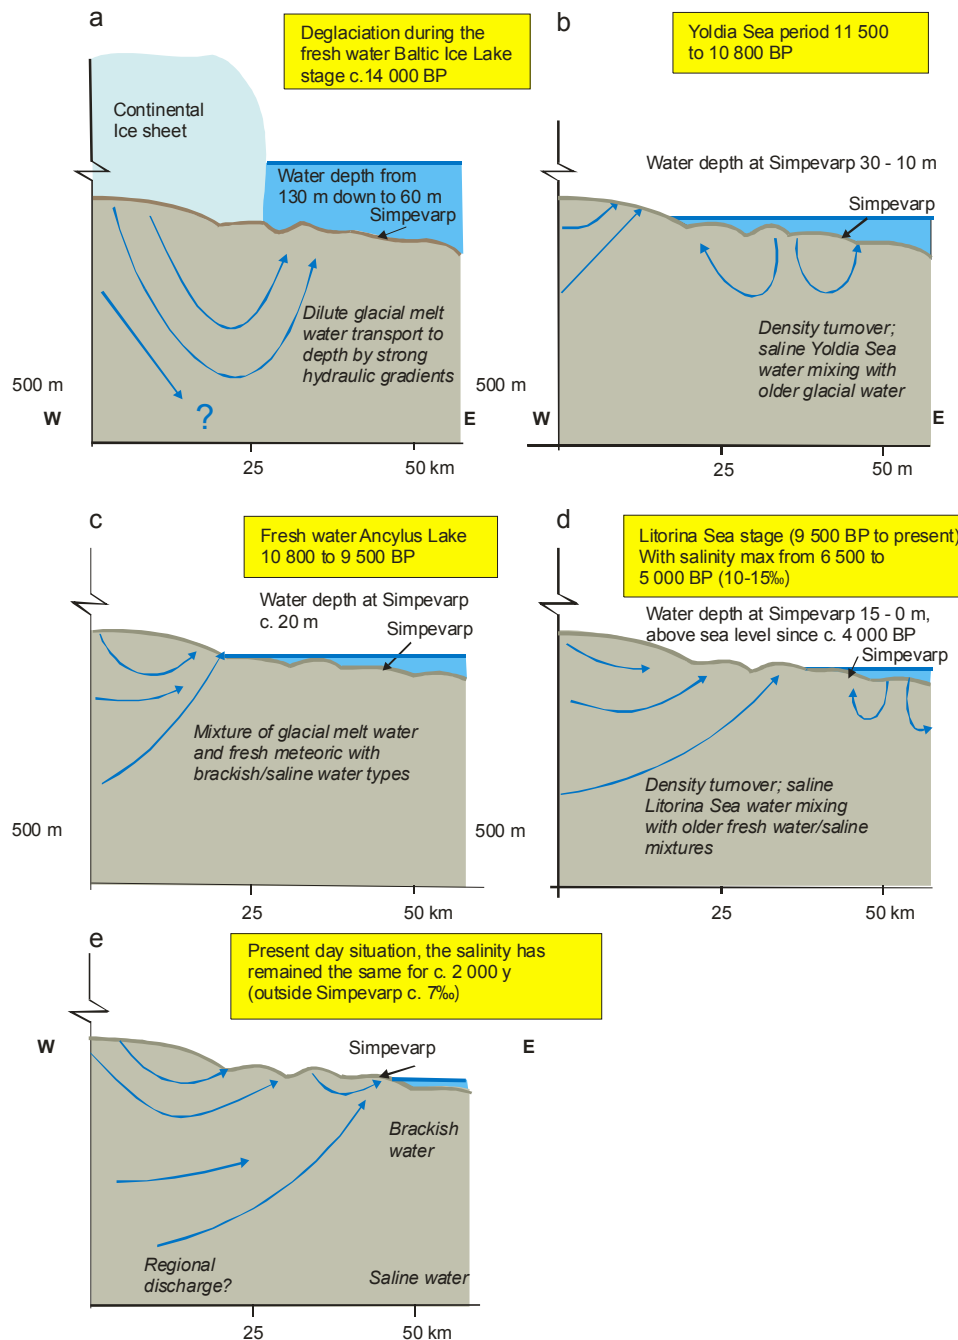 a
Deglaciation during the
fresh water Baltic Ice Lake
stage c.14 000 BP
Continental
Ice sheet
Water depth from
130 m down to 60 m
Simpevarp
Dilute glacial melt
water transport to
depth by strong
hydraulic gradients
500 m
W
?
E
25
50 km
b
Yoldia Sea period 11 500
to 10 800 BP
Water depth at Simpevarp 30 - 10 m
Simpevarp
Density turnover;
saline Yoldia Sea
water mixing with
older glacial water
500 m
W
E
25
50 m
c
Fresh water Ancylus Lake
10 800 to 9 500 BP
Water depth at Simpevarp
c. 20 m
Simpevarp
Mixture of glacial melt water
and fresh meteoric with
brackish/saline water types
500 m
25
50 km
d
Litorina Sea stage (9 500 BP to present)
With salinity max from 6 500 to
5 000 BP (10-15‰)
Water depth at Simpevarp 15 - 0 m,
above sea level since c. 4 000 BP
Simpevarp
Density turnover; saline
Litorina Sea water mixing
with older fresh water/saline
mixtures
500 m
25
50 km
e
Present day situation, the salinity has
remained the same for c. 2 000 y
(outside Simpevarp c. 7‰)
W
Simpevarp
E
Brackish
water
Regional
discharge?
Saline water
25
50 km